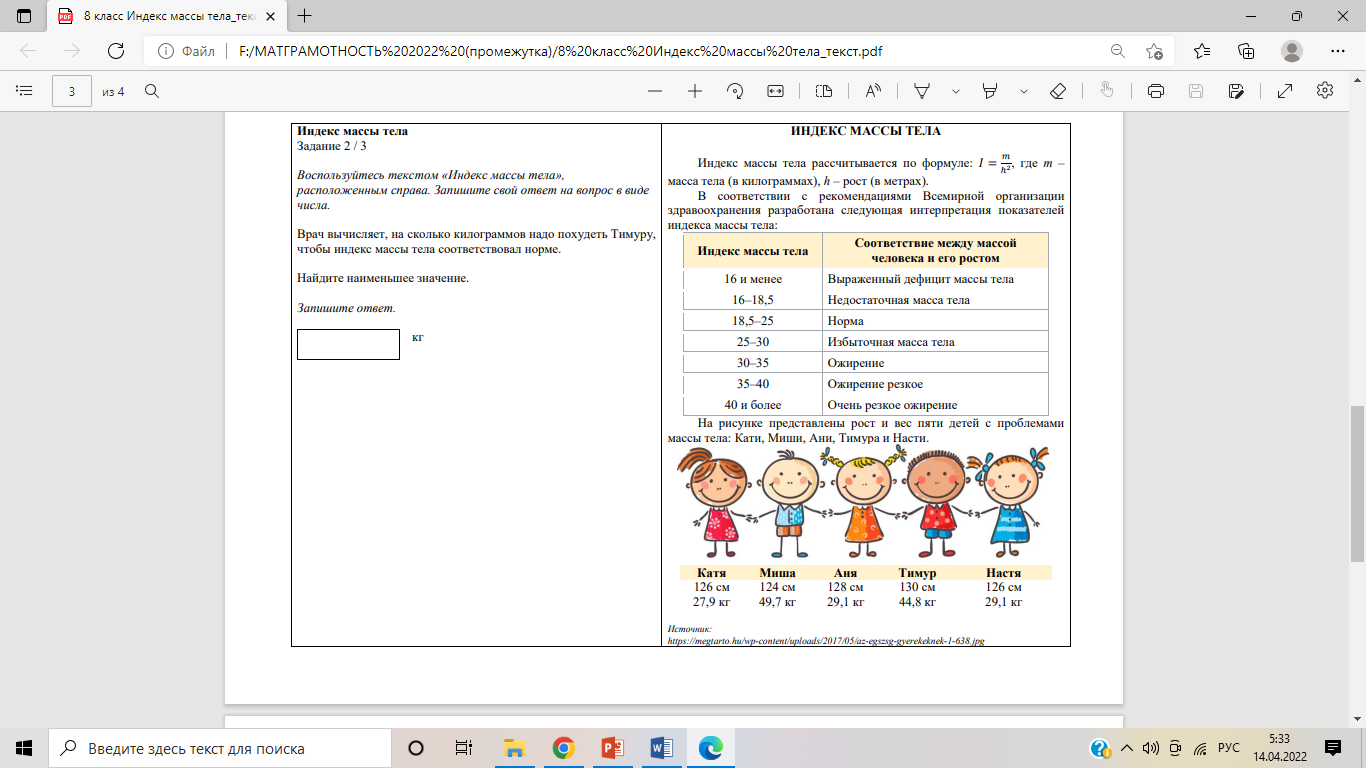 8 класс Индекс массы тела_текс
Файл
F:/МАТГРАМОТНОСТЬ%202022%20(промежутка)/8%20класс%20Индекс%20массы%20тела_текст.pdf
3 из 4
Индекс массы тела
Задание 2 / 3
Воспользуйтесь текстом «Индекс массы тела»,
расположенным справа. Запишите свой ответ на вопрос в виде
числа.
Врач вычисляет, на сколько килограммов надо похудеть Тимуру,
чтобы индекс массы тела соответствовал норме.
Найдите наименьшее значение.
Запишите ответ.
кг
ИНДЕКС МАССЫ ТЕЛА
Индекс массы тела рассчитывается по формуле: I = m/h², где m –
масса тела (в килограммах), h – рост (в метрах).
В соответствии с рекомендациями Всемирной организации
здравоохранения разработана следующая интерпретация показателей
индекса массы тела:
Индекс массы тела Соответствие между массой
человека и его ростом
16 и менее Выраженный дефицит массы тела
16–18,5 Недостаточная масса тела
18,5–25 Норма
25–30 Избыточная масса тела
30–35 Ожирение
35–40 Ожирение резкое
40 и более Очень резкое ожирение
На рисунке представлены рост и вес пяти детей с проблемами
массы тела: Кати, Миши, Ани, Тимура и Насти.
Катя Миша Аня Тимур Настя
126 см 124 см 128 см 130 см 126 см
27,9 кг 49,7 кг 29,1 кг 44,8 кг 29,1 кг
Источник:
https://megtarto.hu/wp-content/uploads/2017/05/az-egszsg-gyerekeknek-1-638.jpg
Введите здесь текст для поиска
РУС
5:33
14.04.2022